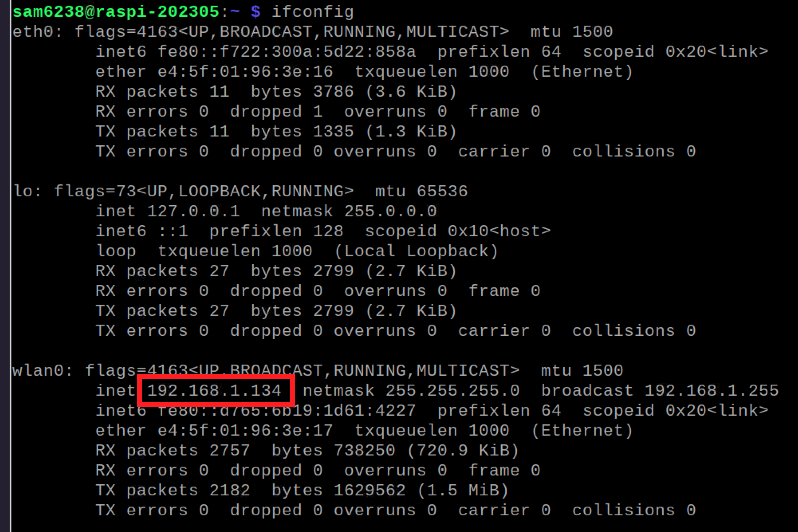 sam6238@raspi-202305:~ $ ifconfig
eth0: flags=4163<UP,BROADCAST,RUNNING,MULTICAST>  mtu 1500
        inet6 fe80::f722:300a:5d22:858a  prefixlen 64  scopeid 0x20<link>
        ether e4:5f:01:96:3e:16  txqueuelen 1000  (Ethernet)
        RX packets 11  bytes 3786 (3.6 KiB)
        RX errors 0  dropped 1  overruns 0  frame 0
        TX packets 11  bytes 1335 (1.3 KiB)
        TX errors 0  dropped 0 overruns 0  carrier 0  collisions 0

lo: flags=73<UP,LOOPBACK,RUNNING>  mtu 65536
        inet 127.0.0.1  netmask 255.0.0.0
        inet6 ::1  prefixlen 128  scopeid 0x10<host>
        loop  txqueuelen 1000  (Local Loopback)
        RX packets 27  bytes 2799 (2.7 KiB)
        RX errors 0  dropped 0  overruns 0  frame 0
        TX packets 27  bytes 2799 (2.7 KiB)
        TX errors 0  dropped 0 overruns 0  carrier 0  collisions 0

wlan0: flags=4163<UP,BROADCAST,RUNNING,MULTICAST>  mtu 1500
        inet 192.168.1.134  netmask 255.255.255.0  broadcast 192.168.1.255
        inet6 fe80::d765:6b19:1d61:4227  prefixlen 64  scopeid 0x20<link>
        ether e4:5f:01:96:3e:17  txqueuelen 1000  (Ethernet)
        RX packets 2757  bytes 738250 (720.9 KiB)
        RX errors 0  dropped 0  overruns 0  frame 0
        TX packets 2182  bytes 1629562 (1.5 MiB)
        TX errors 0  dropped 0 overruns 0  carrier 0  collisions 0